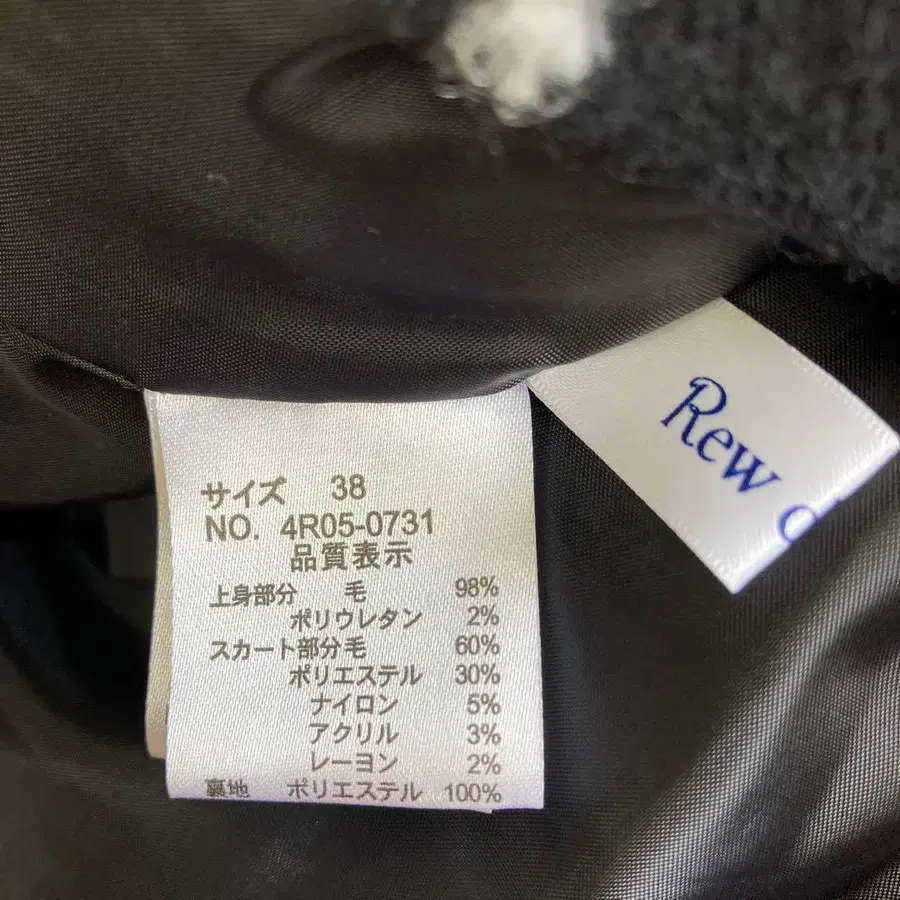 サイズ 38
NO. 4R05-0731
品質表示
上身部分 毛 98%
ポリウレタン 2%
スカート部分毛 60%
ポリエステル 30%
ナイロン 5%
アクリル 3%
レーヨン 2%
裏地 ポリエステル 100%
Rew